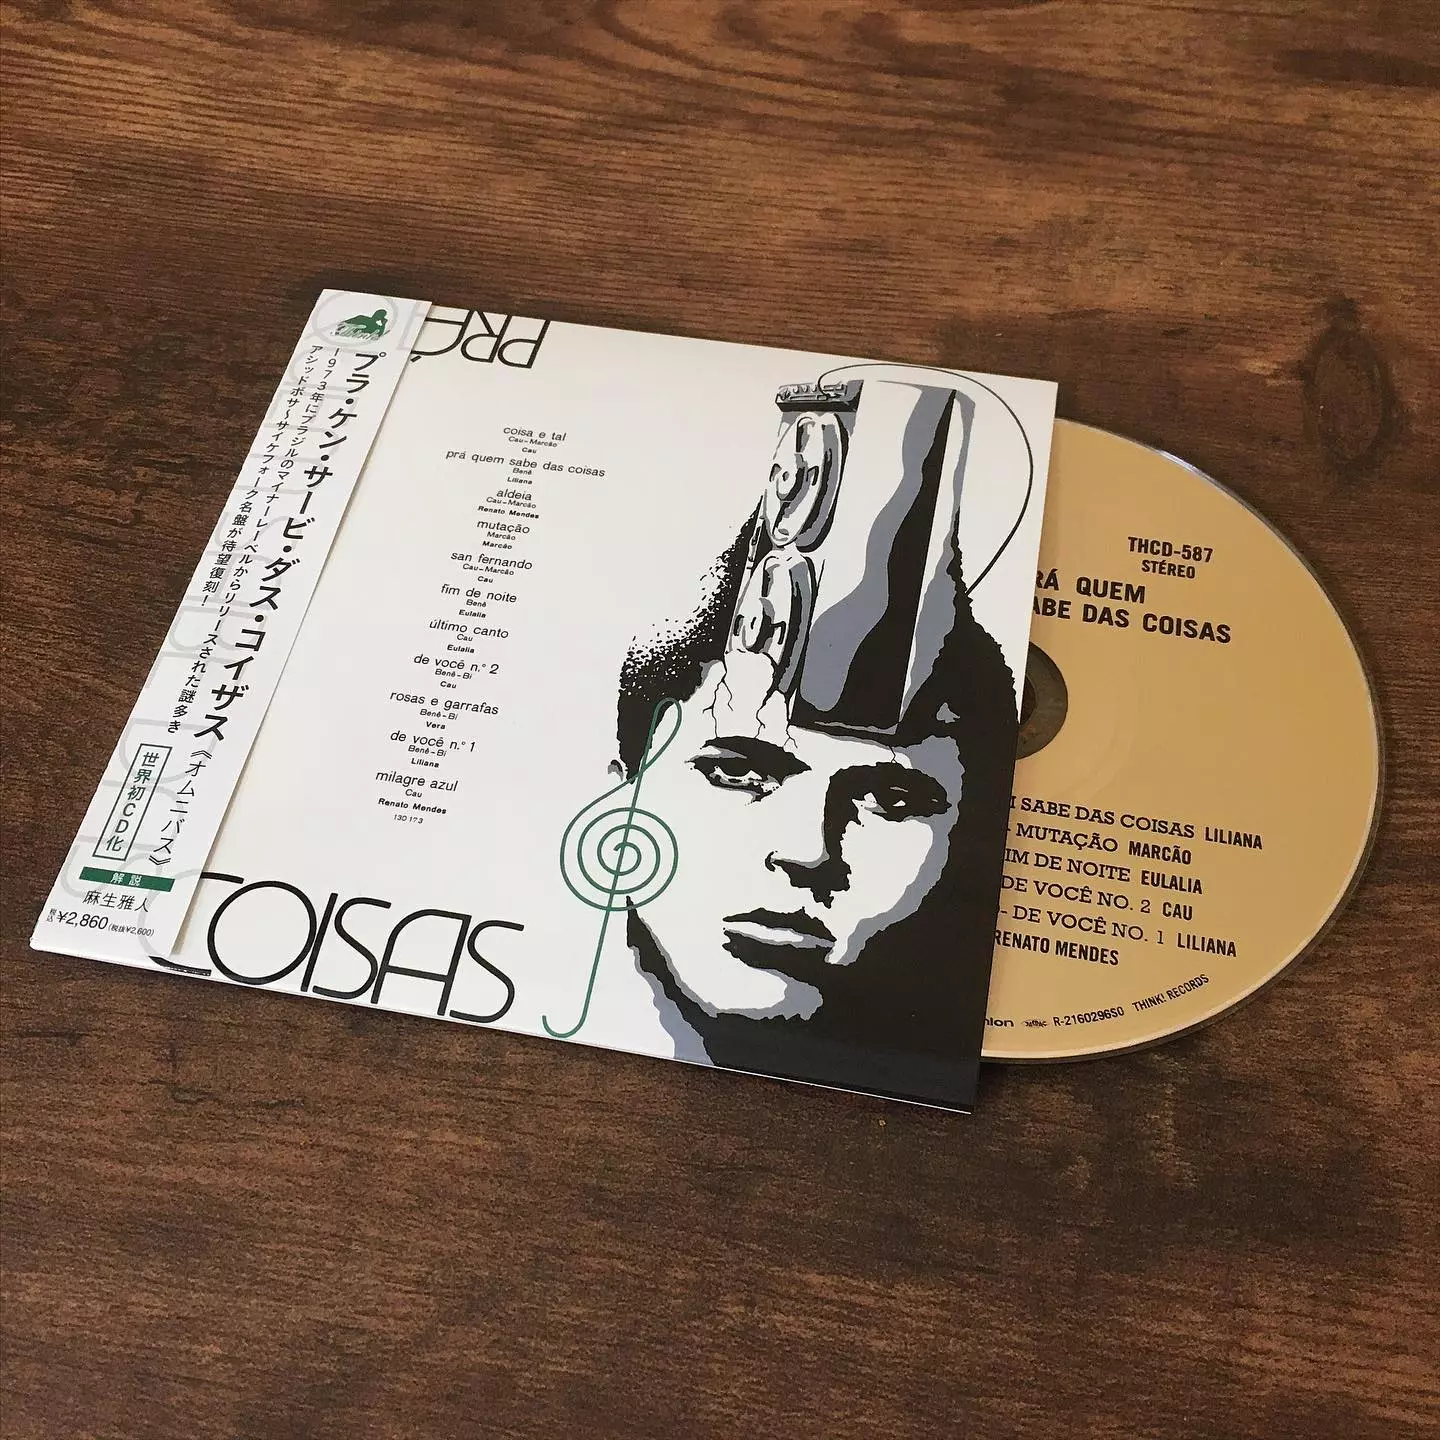 プラ・ケン・サービ・ダス・コイザス《オムニバス》
1973年にブラジルのマイナーレーベルからリリースされた謎多き
アシッドボサ〜サイケフォーク名盤が待望復刻!
世界初CD化
解説
麻生雅人
税込¥2,860(税抜¥2,600)
PRÁ
coisa e tal
Cau-Marcão
Cau
prá quem sabe das coisas
Benê
Liliana
aldeia
Cau-Marcão
Renato Mendes
mutação
Marcão
Marcão
san fernando
Cau-Marcão
Cau
fim de noite
Benê
Eulalia
último canto
Cau
Eulalia
de você n.º 2
Benê-Bi
Cau
rosas e garrafas
Benê-Bi
Vera
de você n.º 1
Benê-Bi
Liliana
milagre azul
Cau
Renato Mendes
130173
COISAS
THCD-587
STÉREO
RÁ QUEM
ABE DAS COISAS
SABE DAS COISAS LILIANA
- MUTAÇÃO MARCÃO
IM DE NOITE EULALIA
DE VOCÊ NO. 2 CAU
- DE VOCÊ NO. 1 LILIANA
RENATO MENDES
R-2160296SO THINK! RECORDS